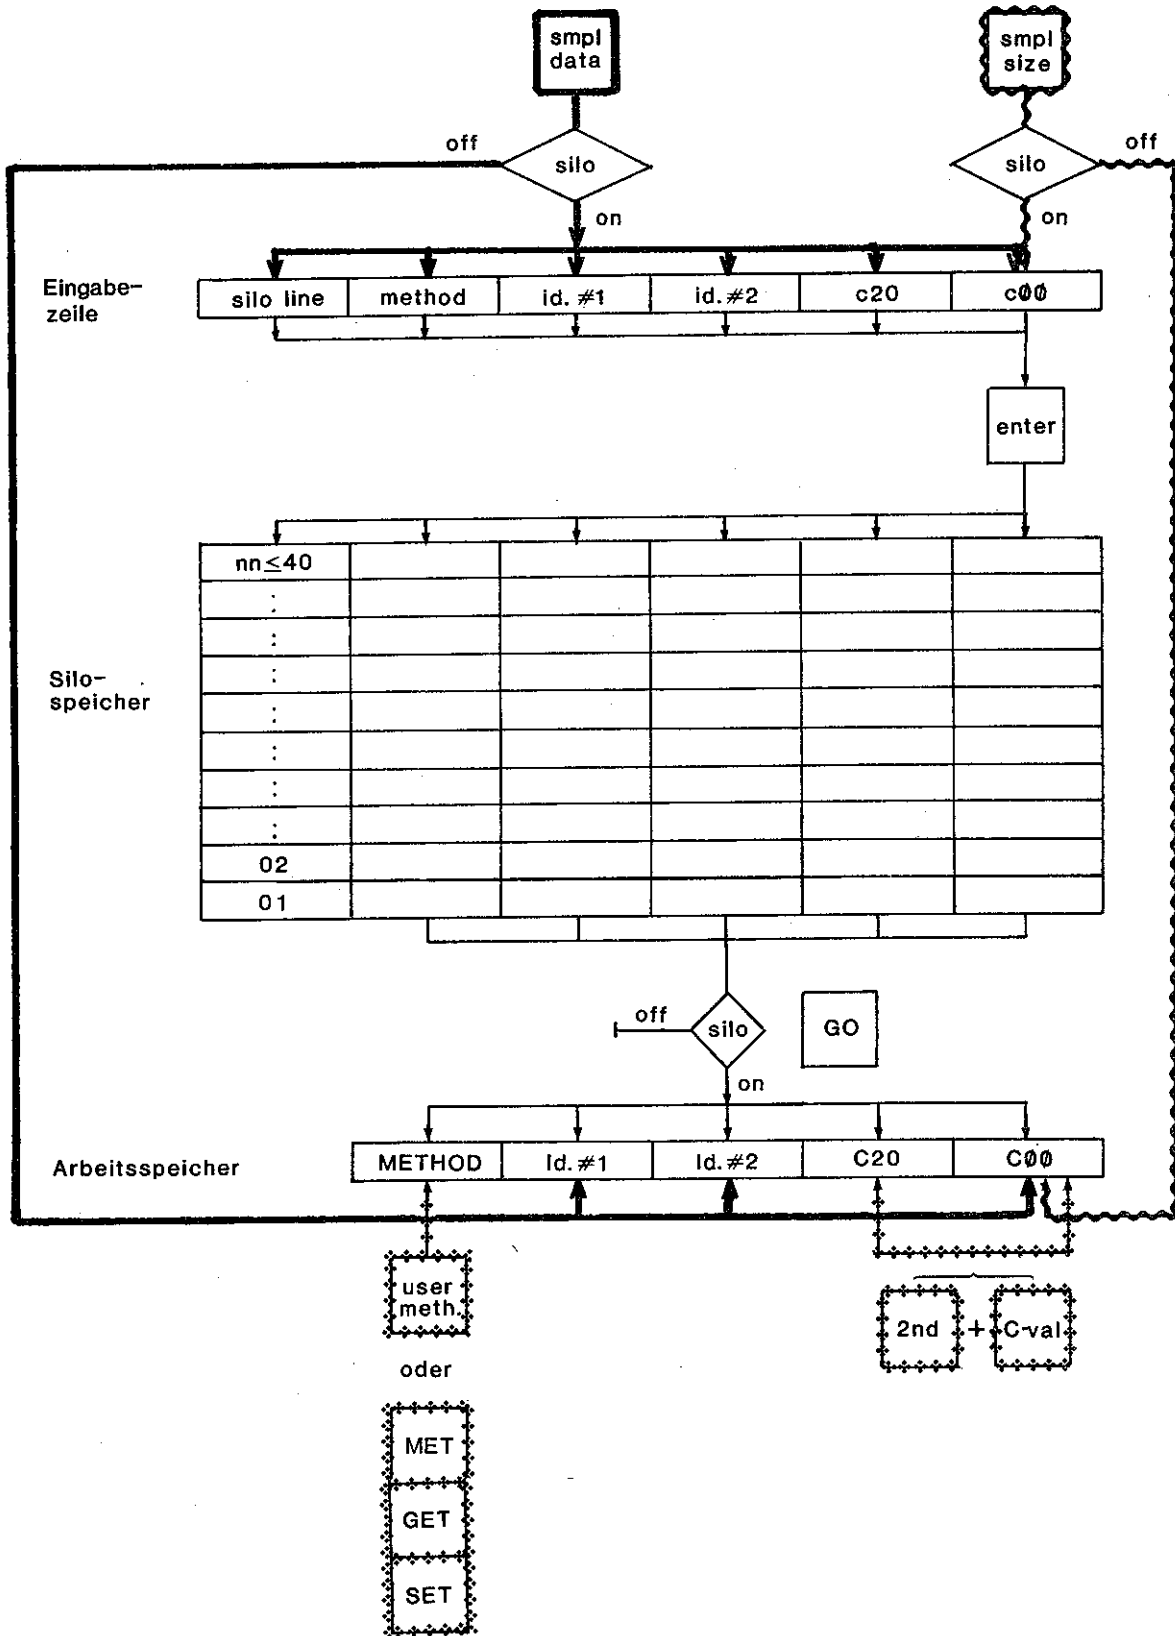 smpl
data
smpl
size
off
silo
on
silo
off
on
Eingabe-
zeile
silo line
method
id. #1
id. #2
c20
c00
enter
nn≤40
Silo-
speicher
02
01
off
silo
GO
on
Arbeitsspeicher
METHOD
Id. #1
Id. #2
C20
C00
user
meth.
2nd
+
C-val
oder
MET
GET
SET